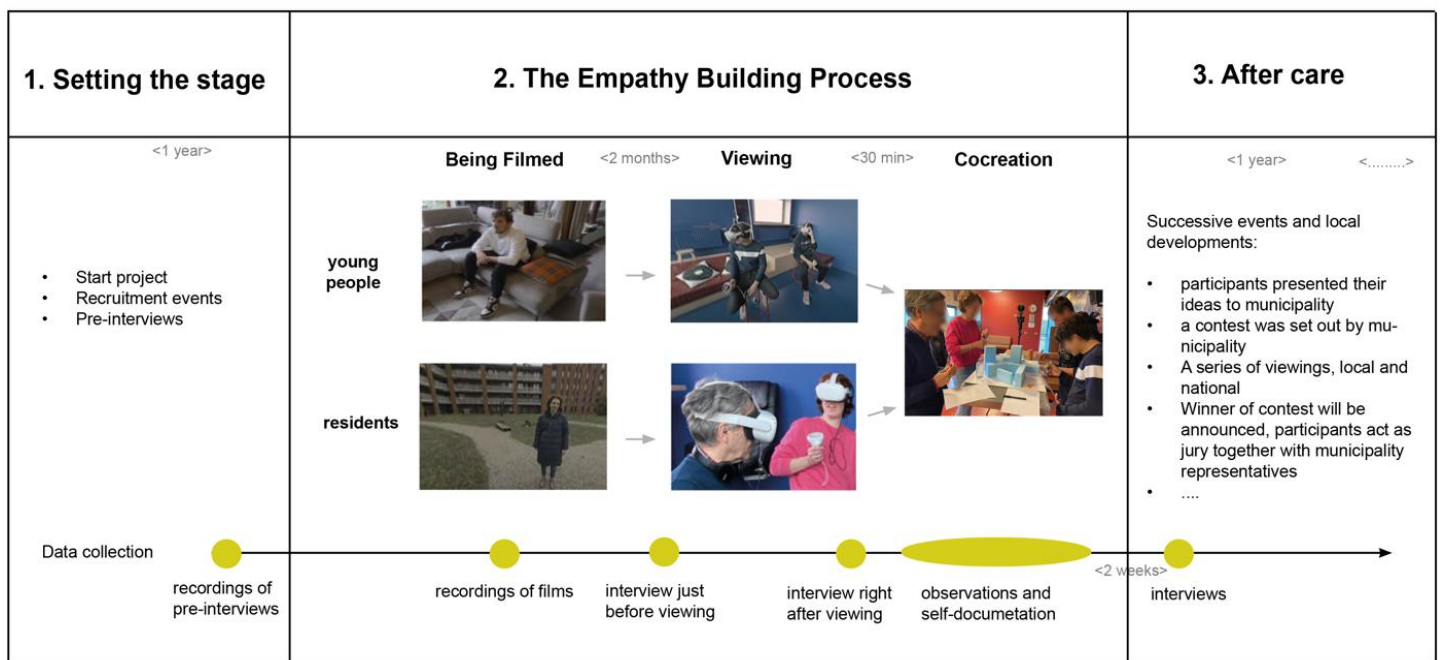 1. Setting the stage
2. The Empathy Building Process
3. After care
<1 year>
• Start project
• Recruitment events
• Pre-interviews
Being Filmed
<2 months>
Viewing
<30 min>
Cocreation
young
people
residents
<1 year>
<.........>
Successive events and local
developments:
• participants presented their
ideas to municipality
• a contest was set out by mu-
nicipality
• A series of viewings, local and
national
• Winner of contest will be
announced, participants act as
jury together with municipality
representatives
• ....
Data collection
recordings of
pre-interviews
recordings of films
interview just
before viewing
interview right
after viewing
observations and
self-documetation
<2 weeks>
interviews